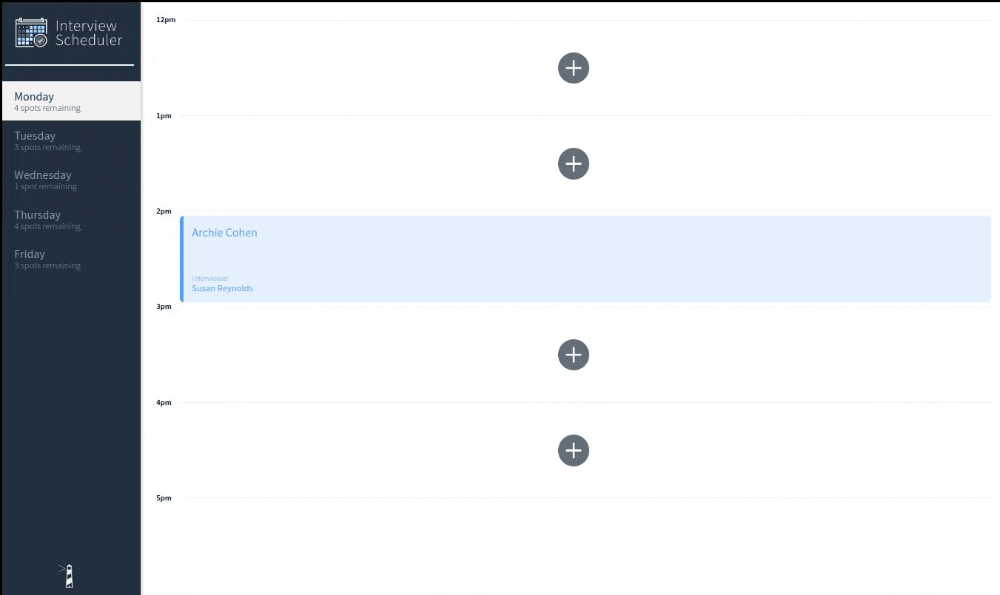 Interview
Scheduler
Monday
4 spots remaining
Tuesday
3 spots remaining
Wednesday
1 spot remaining
Thursday
4 spots remaining
Friday
3 spots remaining
12pm
1pm
2pm
Archie Cohen
Interviewer
Susan Reynolds
3pm
4pm
5pm